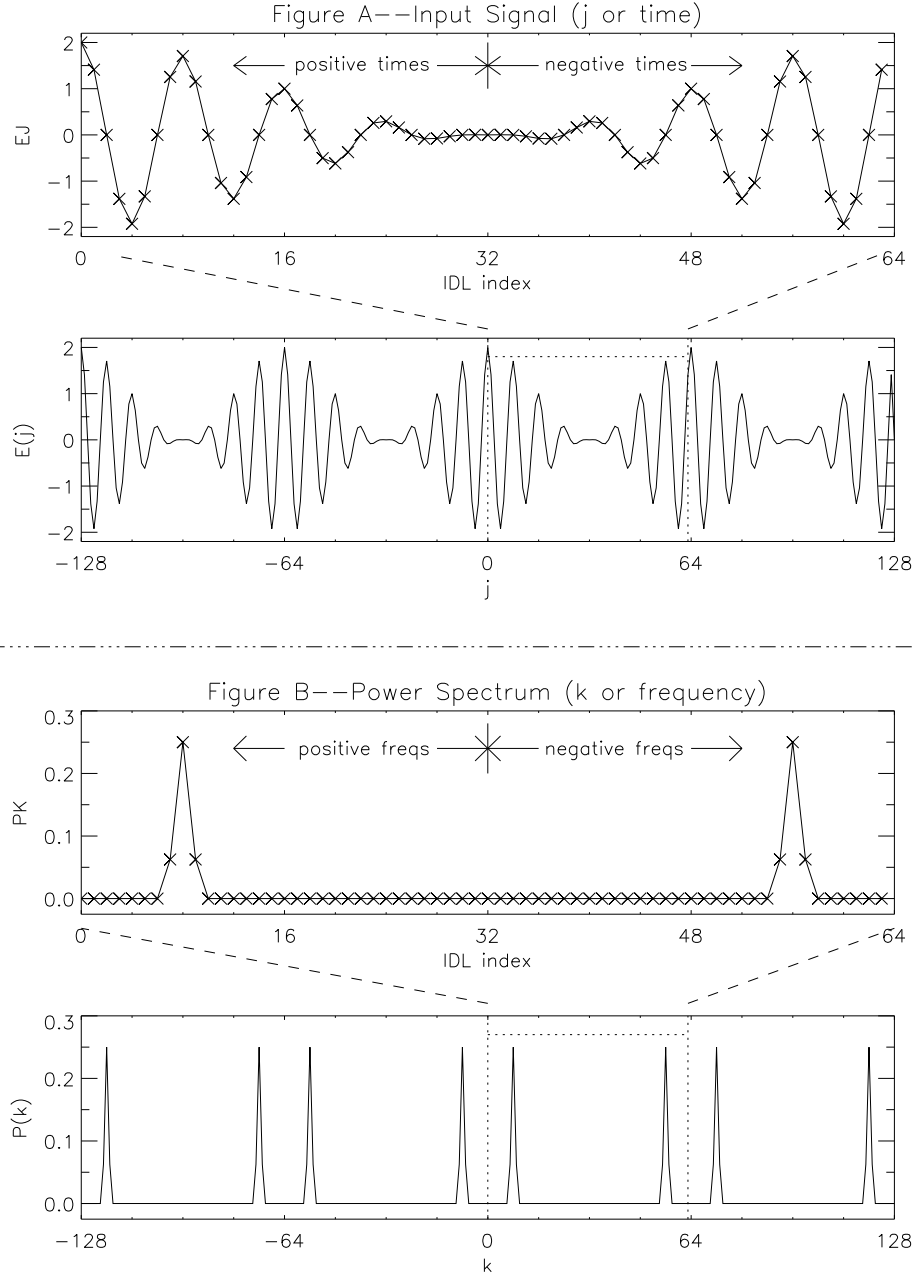 Figure A--Input Signal (j or time)
2
1
0
-1
-2
EJ
positive times
negative times
0 16 32 48 64
IDL index
2
1
0
-1
-2
E(j)
-128 -64 0 64 128
j
Figure B--Power Spectrum (k or frequency)
0.3
0.2
0.1
0.0
PK
positive freqs
negative freqs
0 16 32 48 64
IDL index
0.3
0.2
0.1
0.0
P(k)
-128 -64 0 64 128
k